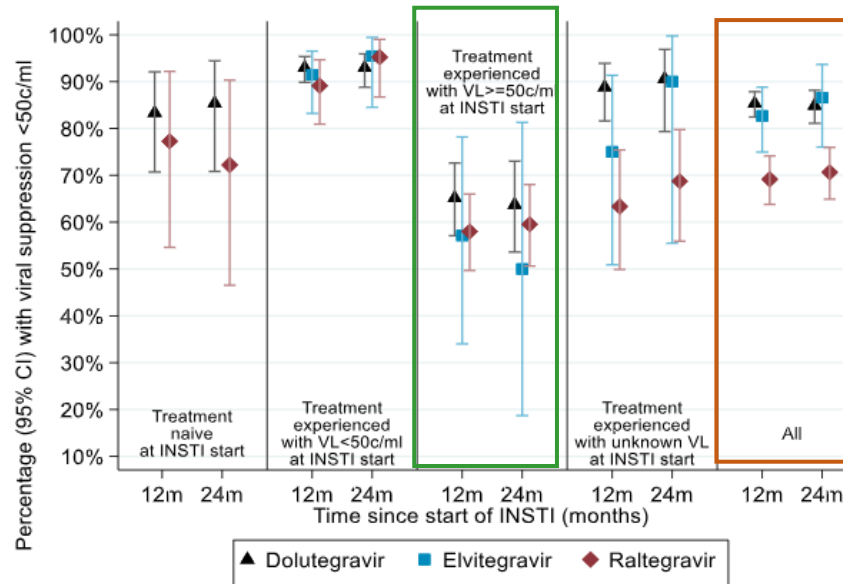 Percentage (95% CI) with viral suppression <50c/ml
100%
90%
80%
70%
60%
50%
40%
30%
20%
10%
Treatment
naive
at INSTI start
Treatment
experienced
with VL<50c/ml
at INSTI start
Treatment
experienced
with VL>=50c/m
at INSTI start
Treatment
experienced
with unknown VL
at INSTI start
All
12m 24m 12m 24m 12m 24m 12m 24m 12m 24m
Time since start of INSTI (months)
Dolutegravir Elvitegravir Raltegravir